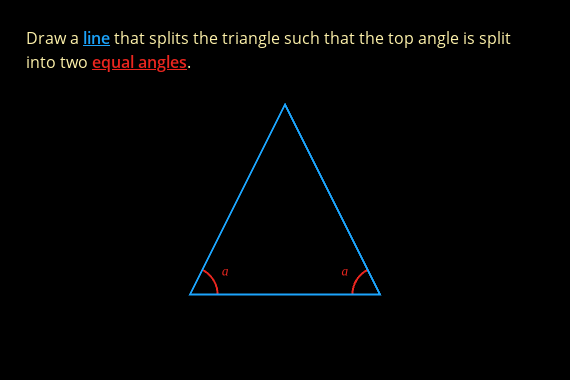 Draw a line that splits the triangle such that the top angle is split
into two equal angles.
a a